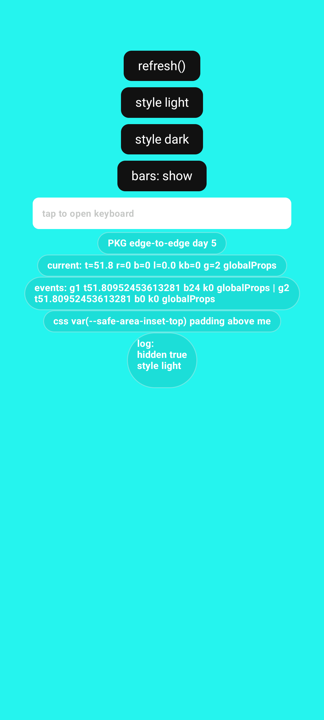 refresh()
style light
style dark
bars: show
tap to open keyboard
PKG edge-to-edge day 5
current: t=51.8 r=0 b=0 l=0.0 kb=0 g=2 globalProps
events: g1 t51.80952453613281 b24 k0 globalProps | g2
t51.80952453613281 b0 k0 globalProps
css var(--safe-area-inset-top) padding above me
log:
hidden true
style light